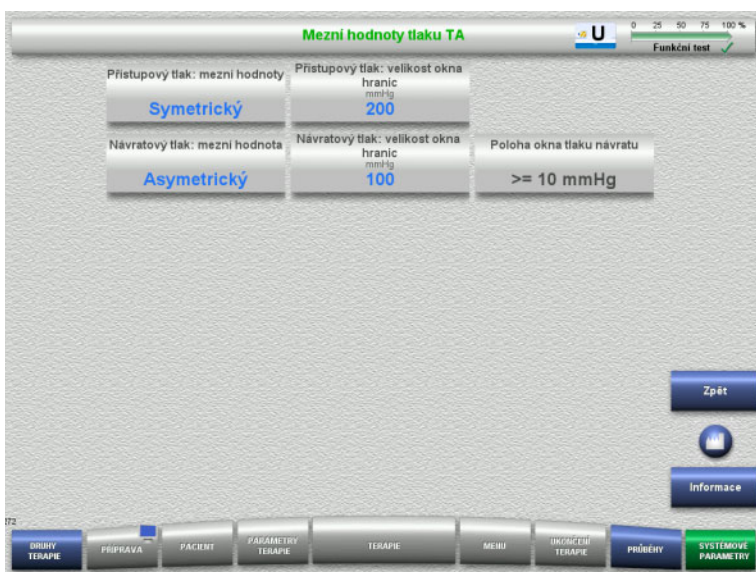 Mezní hodnoty tlaku TA
U
0 25 50 75 100 %
Funkční test
Přístupový tlak: mezní hodnoty
Symetrický
Přístupový tlak: velikost okna
hranic
mmHg
200
Návratový tlak: mezní hodnota
Asymetrický
Návratový tlak: velikost okna
hranic
mmHg
100
Poloha okna tlaku návratu
>= 10 mmHg
Zpět
Informace
272
DRUHY
TERAPIE
PŘÍPRAVA
PACIENT
PARAMETRY
TERAPIE
TERAPIE
MENU
UKONČENÍ
TERAPIE
PRŮBĚHY
SYSTÉMOVÉ
PARAMETRY